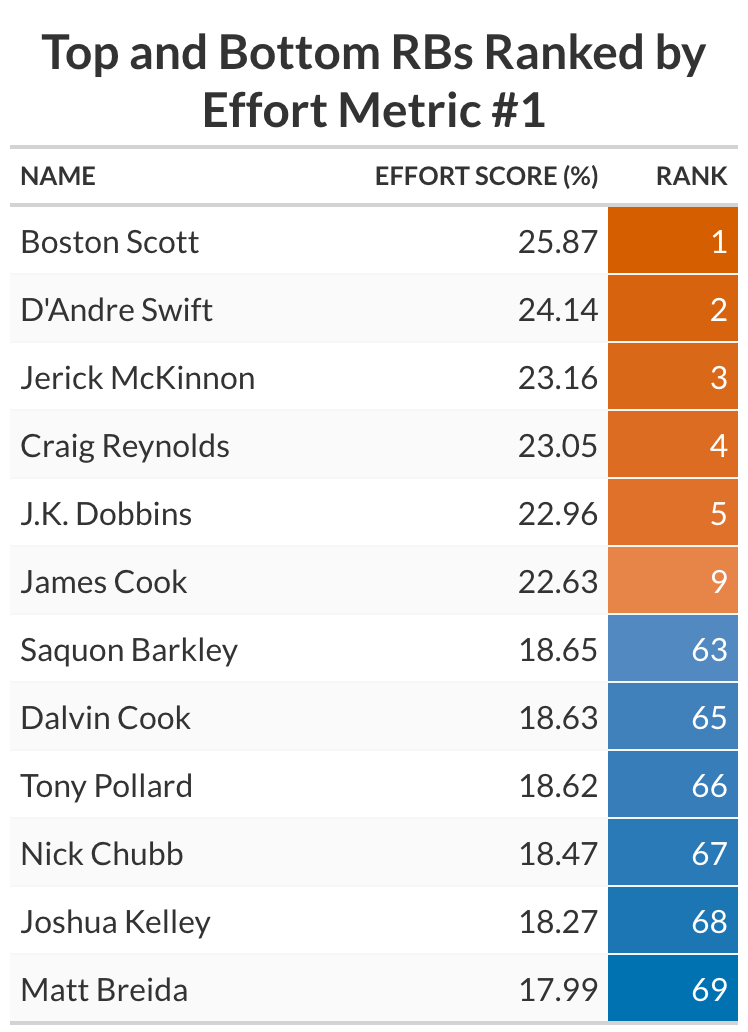 Top and Bottom RBs Ranked by
Effort Metric #1
NAME EFFORT SCORE (%) RANK
Boston Scott 25.87 1
D'Andre Swift 24.14 2
Jerick McKinnon 23.16 3
Craig Reynolds 23.05 4
J.K. Dobbins 22.96 5
James Cook 22.63 9
Saquon Barkley 18.65 63
Dalvin Cook 18.63 65
Tony Pollard 18.62 66
Nick Chubb 18.47 67
Joshua Kelley 18.27 68
Matt Breida 17.99 69